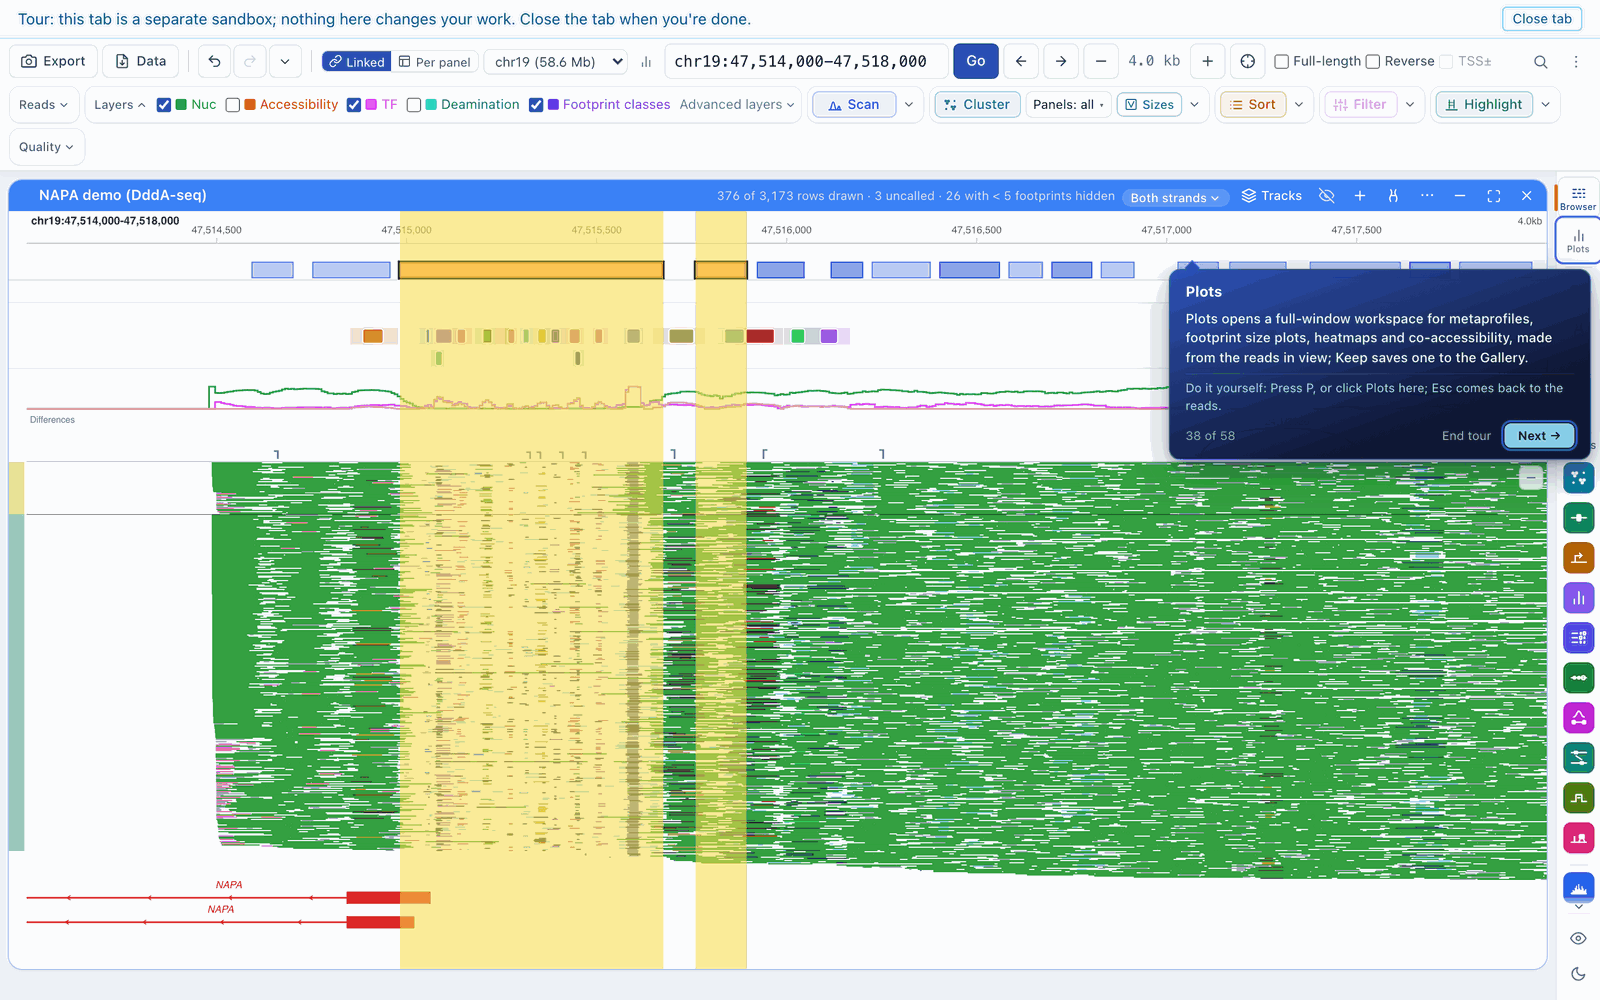 Tour: this tab is a separate sandbox; nothing here changes your work. Close the tab when you're done.
Close tab
Export
Data
Linked
Per panel
chr19 (58.6 Mb)
chr19:47,514,000–47,518,000
Go
4.0 kb
Full-length
Reverse
TSS±
Reads
Layers
Nuc
Accessibility
TF
Deamination
Footprint classes
Advanced layers
Scan
Cluster
Panels: all
Sizes
Sort
Filter
Highlight
Quality
NAPA demo (DddA-seq)
376 of 3,173 rows drawn · 3 uncalled · 26 with < 5 footprints hidden
Both strands
Tracks
Browser
Plots
chr19:47,514,000-47,518,000
4.0kb
47,514,500
47,515,000
47,515,500
47,516,000
47,516,500
47,517,000
47,517,500
Plots
Plots opens a full-window workspace for metaprofiles,
footprint size plots, heatmaps and co-accessibility, made
from the reads in view; Keep saves one to the Gallery.
Do it yourself: Press P, or click Plots here; Esc comes back to the
reads.
38 of 58
End tour
Next →
Differences
NAPA
NAPA